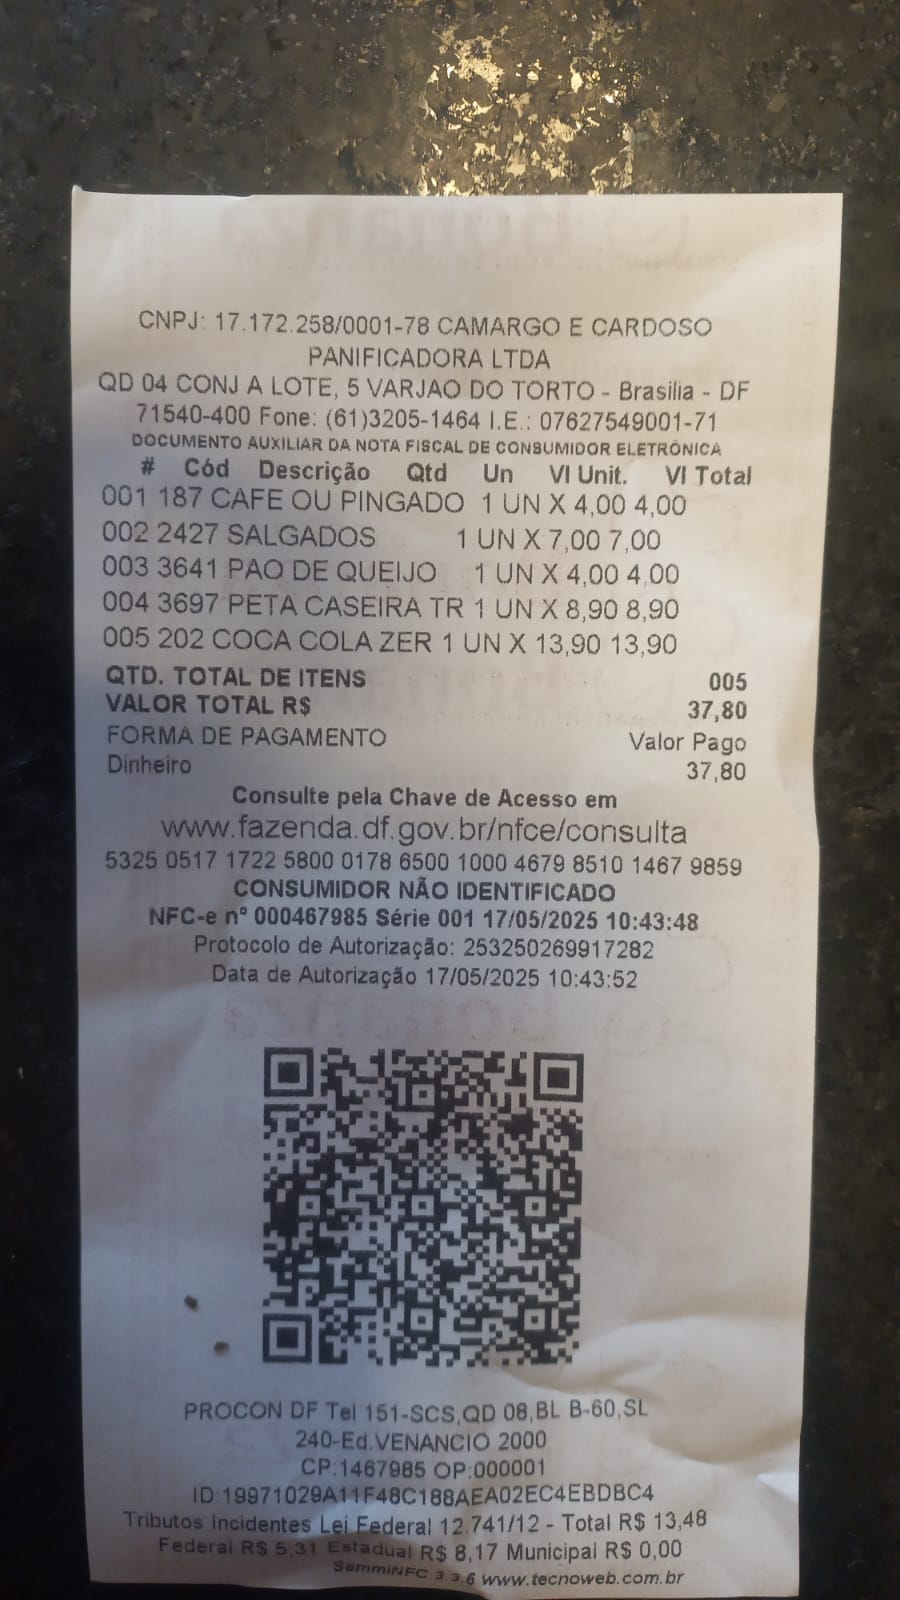 CNPJ: 17.172.258/0001-78 CAMARGO E CARDOSO
PANIFICADORA LTDA
QD 04 CONJ A LOTE, 5 VARJAO DO TORTO - Brasilia - DF
71540-400 Fone: (61)3205-1464 I.E.: 07627549001-71
DOCUMENTO AUXILIAR DA NOTA FISCAL DE CONSUMIDOR ELETRÔNICA
# Cód Descrição Qtd Un Vl Unit. Vl Total
001 187 CAFE OU PINGADO 1 UN X 4,00 4,00
002 2427 SALGADOS 1 UN X 7,00 7,00
003 3641 PAO DE QUEIJO 1 UN X 4,00 4,00
004 3697 PETA CASEIRA TR 1 UN X 8,90 8,90
005 202 COCA COLA ZER 1 UN X 13,90 13,90
QTD. TOTAL DE ITENS 005
VALOR TOTAL R$ 37,80
FORMA DE PAGAMENTO Valor Pago
Dinheiro 37,80
Consulte pela Chave de Acesso em
www.fazenda.df.gov.br/nfce/consulta
5325 0517 1722 5800 0178 6500 1000 4679 8510 1467 9859
CONSUMIDOR NÃO IDENTIFICADO
NFC-e nº 000467985 Série 001 17/05/2025 10:43:48
Protocolo de Autorização: 253250269917282
Data de Autorização 17/05/2025 10:43:52
PROCON DF Tel 151-SCS,QD 08,BL B-60,SL
240-Ed.VENANCIO 2000
CP:1467985 OP:000001
ID:19971029A11F48C188AEA02EC4EBDBC4
Tributos Incidentes Lei Federal 12.741/12 - Total R$ 13,48
Federal R$ 5,31 Estadual R$ 8,17 Municipal R$ 0,00
SammiNFC 3.3.6 www.tecnoweb.com.br